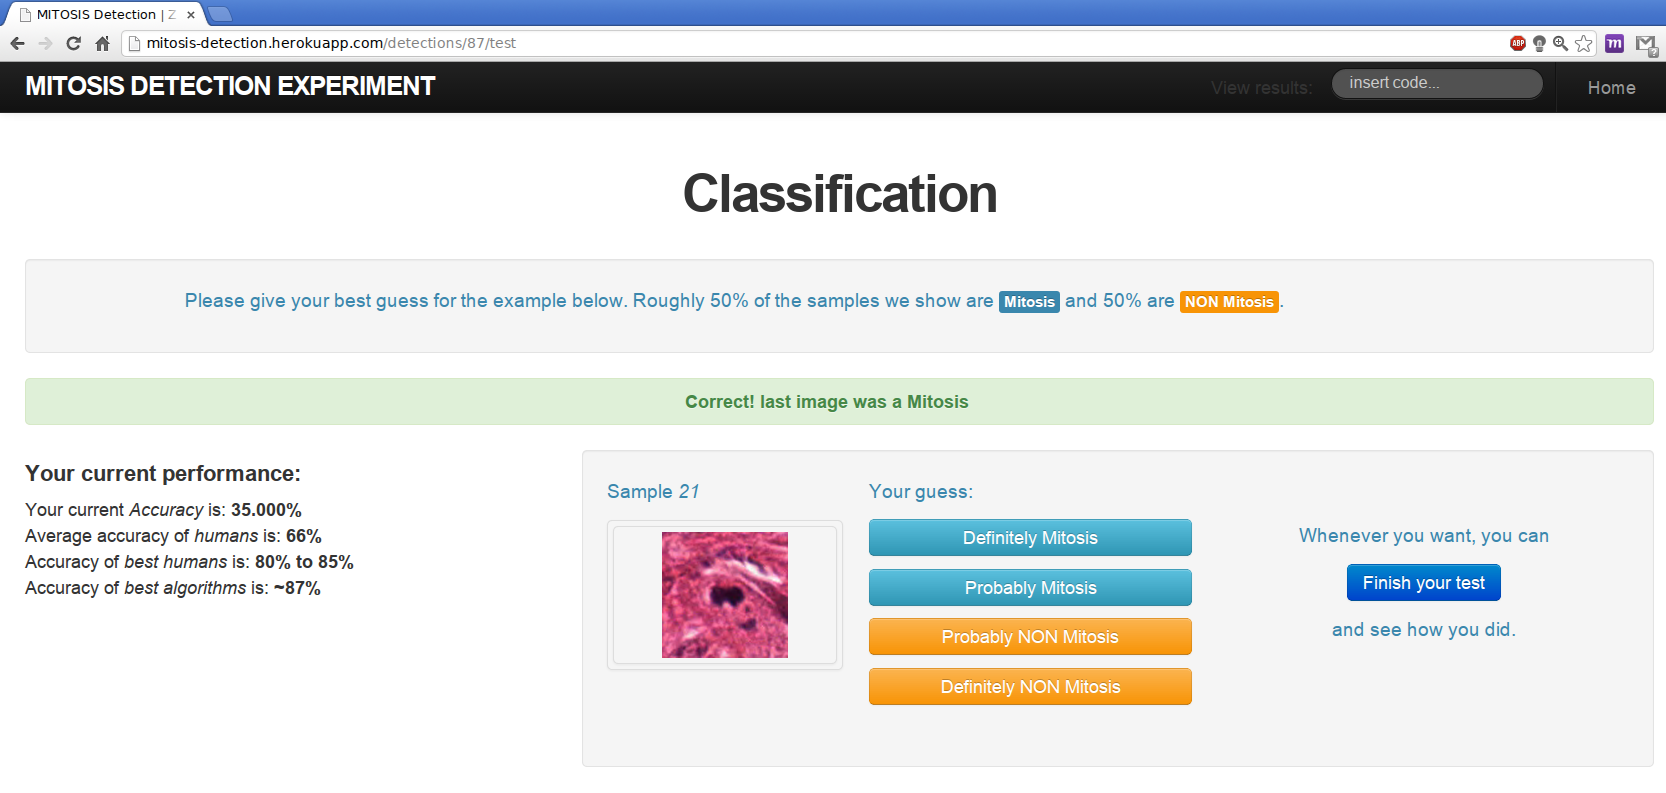 MITOSIS Detection | Z
mitosis-detection.herokuapp.com/detections/87/test
ABP
m
?
MITOSIS DETECTION EXPERIMENT
View results:
insert code...
Home
Classification
Please give your best guess for the example below. Roughly 50% of the samples we show are Mitosis and 50% are NON Mitosis.
Correct! last image was a Mitosis
Your current performance:
Your current Accuracy is: 35.000%
Average accuracy of humans is: 66%
Accuracy of best humans is: 80% to 85%
Accuracy of best algorithms is: ~87%
Sample 21
Your guess:
Definitely Mitosis
Probably Mitosis
Probably NON Mitosis
Definitely NON Mitosis
Whenever you want, you can
Finish your test
and see how you did.